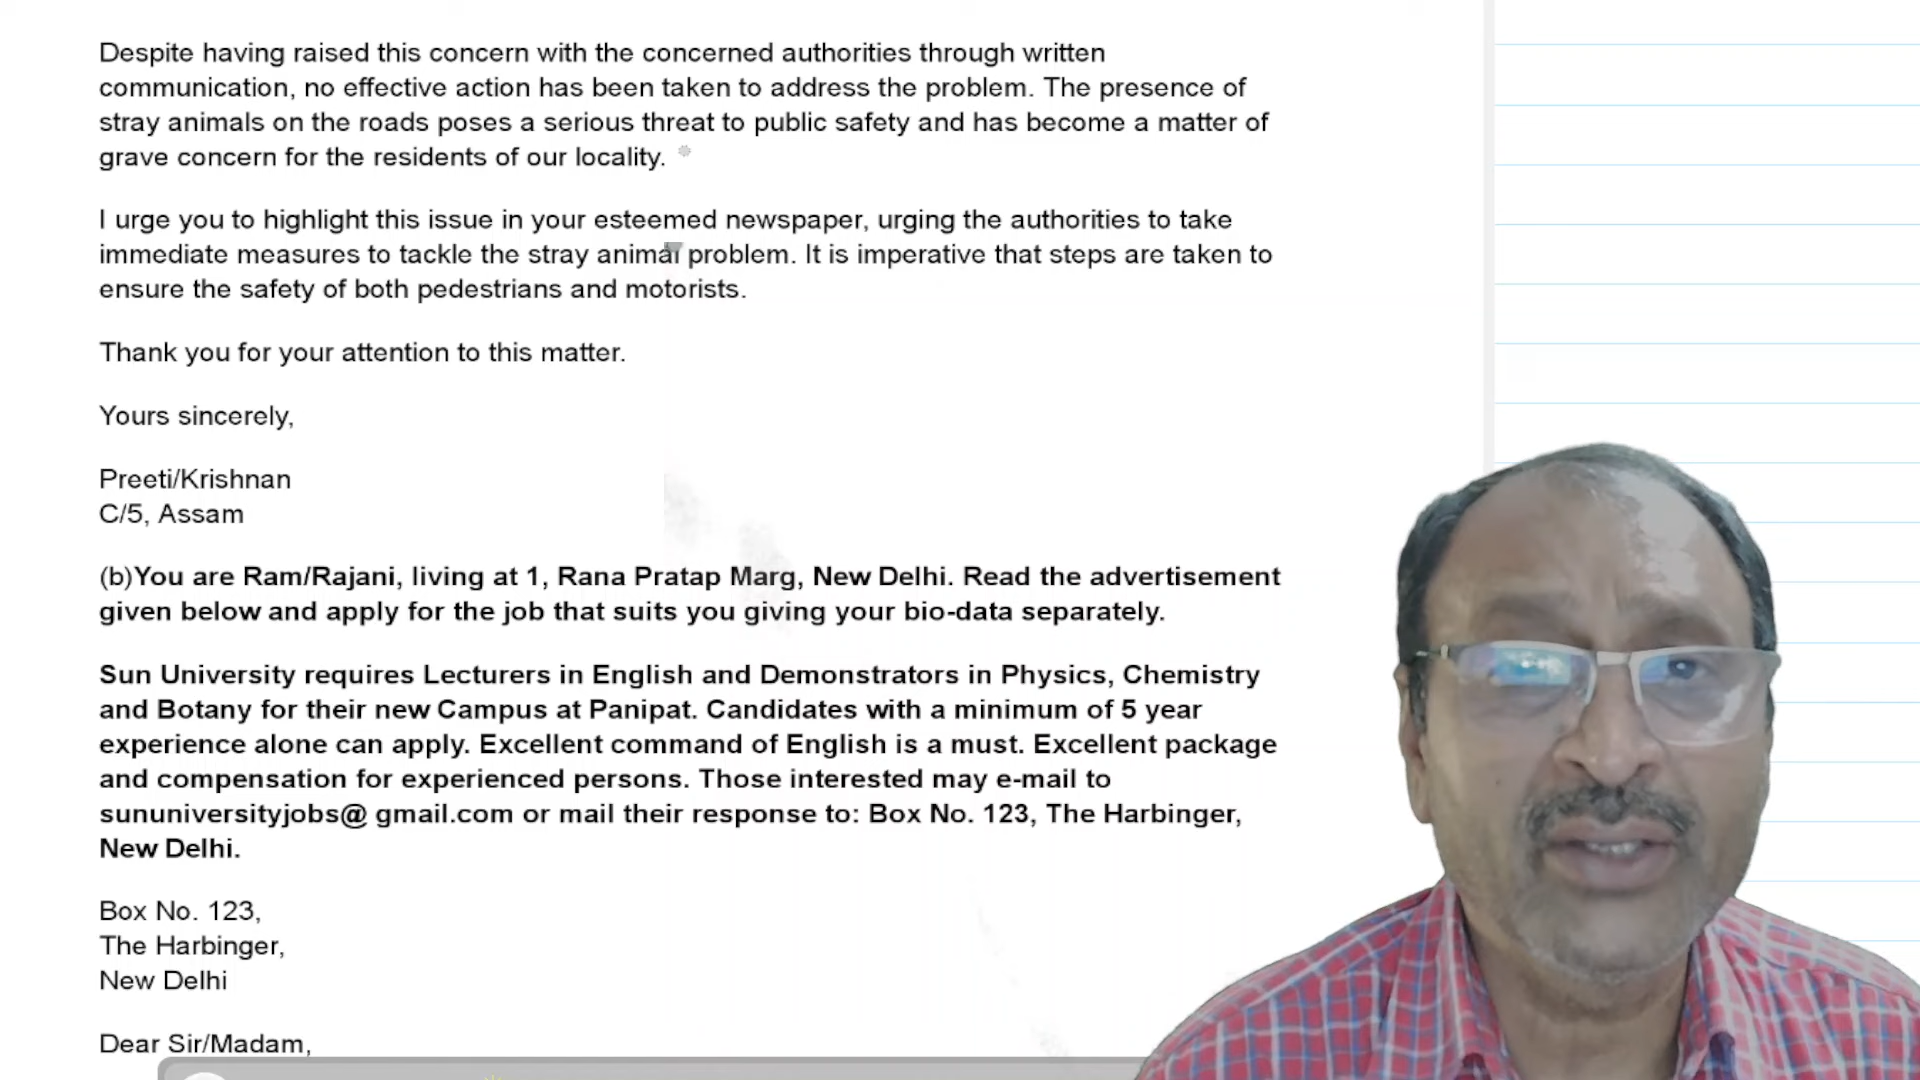 Despite having raised this concern with the concerned authorities through written
communication, no effective action has been taken to address the problem. The presence of
stray animals on the roads poses a serious threat to public safety and has become a matter of
grave concern for the residents of our locality.
I urge you to highlight this issue in your esteemed newspaper, urging the authorities to take
immediate measures to tackle the stray animal problem. It is imperative that steps are taken to
ensure the safety of both pedestrians and motorists.
Thank you for your attention to this matter.
Yours sincerely,
Preeti/Krishnan
C/5, Assam
(b)You are Ram/Rajani, living at 1, Rana Pratap Marg, New Delhi. Read the advertisement
given below and apply for the job that suits you giving your bio-data separately.
Sun University requires Lecturers in English and Demonstrators in Physics, Chemistry
and Botany for their new Campus at Panipat. Candidates with a minimum of 5 year
experience alone can apply. Excellent command of English is a must. Excellent package
and compensation for experienced persons. Those interested may e-mail to
sununiversityjobs@ gmail.com or mail their response to: Box No. 123, The Harbinger,
New Delhi.
Box No. 123,
The Harbinger,
New Delhi
Dear Sir/Madam,